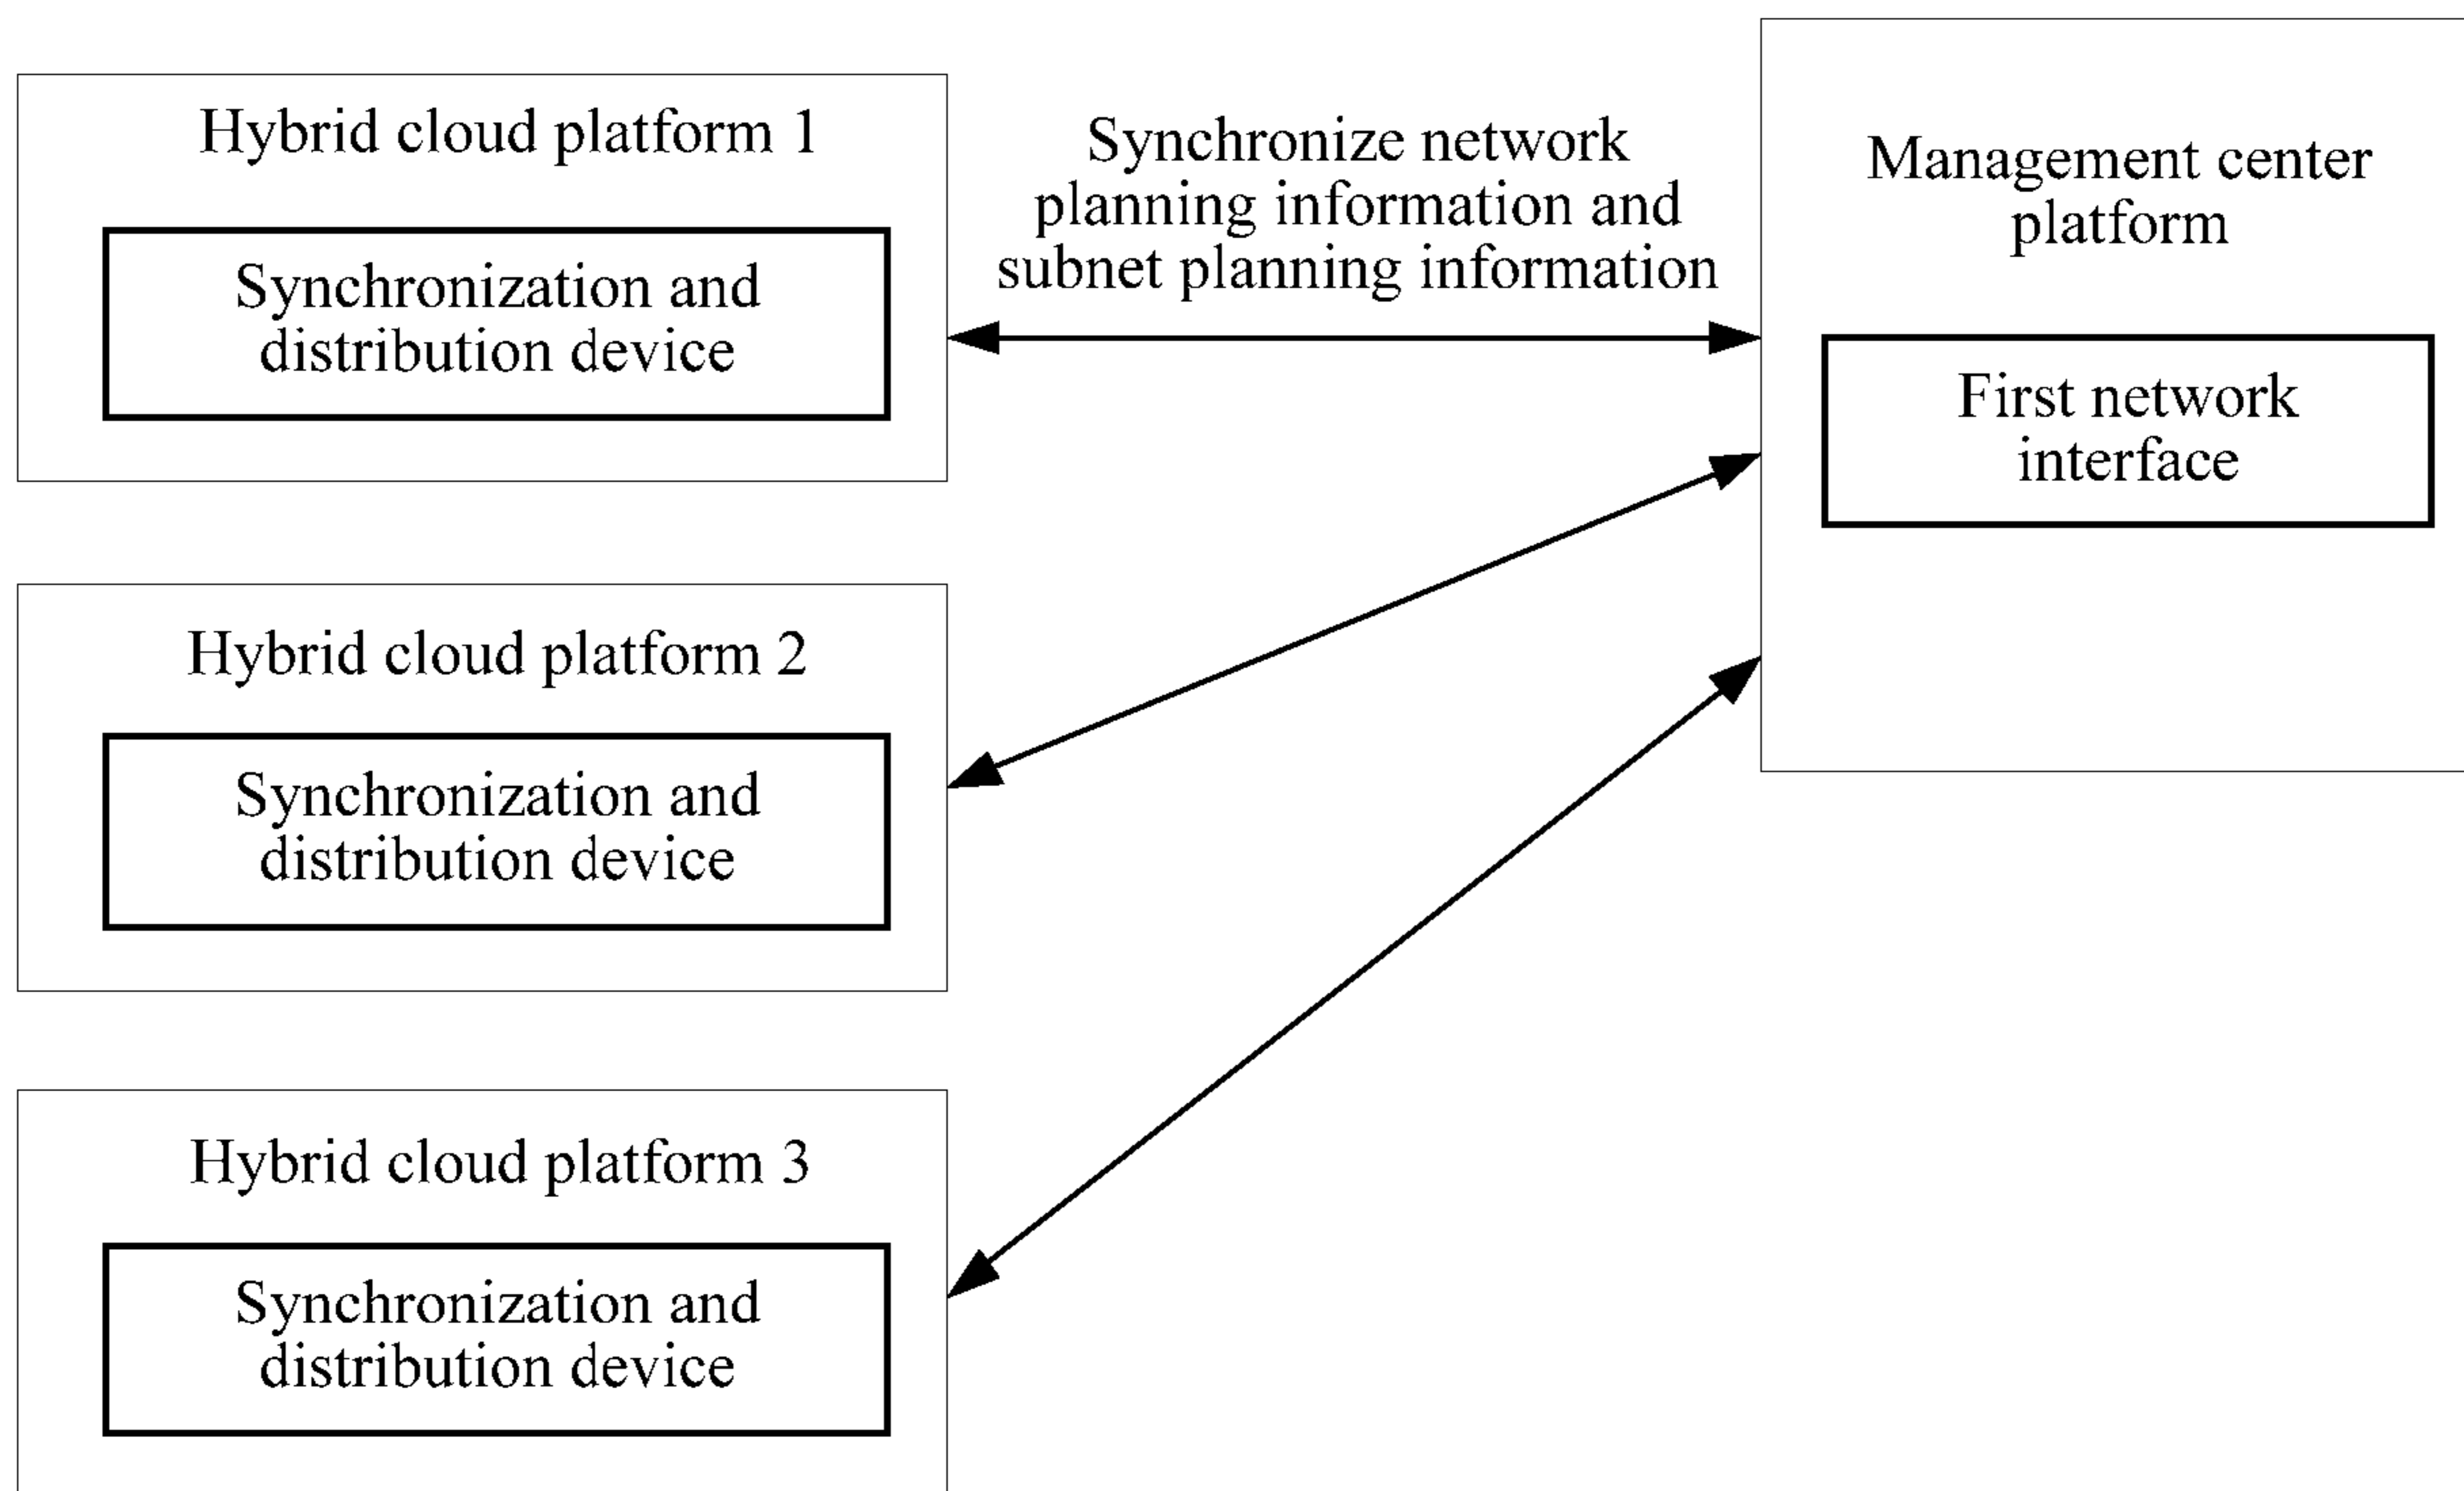 Hybrid cloud platform 1
Synchronization and
distribution device
Synchronize network
planning information and
subnet planning information
Management center
platform
First network
interface
Hybrid cloud platform 2
Synchronization and
distribution device
Hybrid cloud platform 3
Synchronization and
distribution device